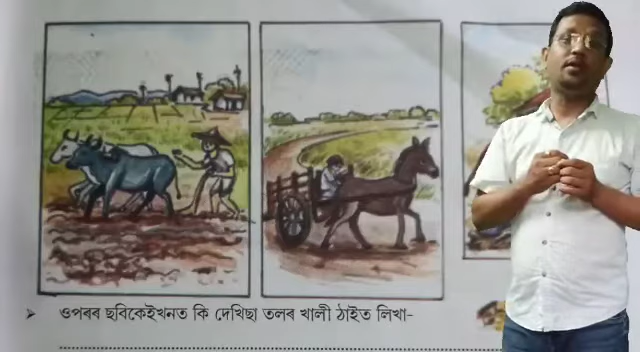 ওপৰৰ ছবিকেইখনত কি দেখিছা তলৰ খালী ঠাইত লিখা-